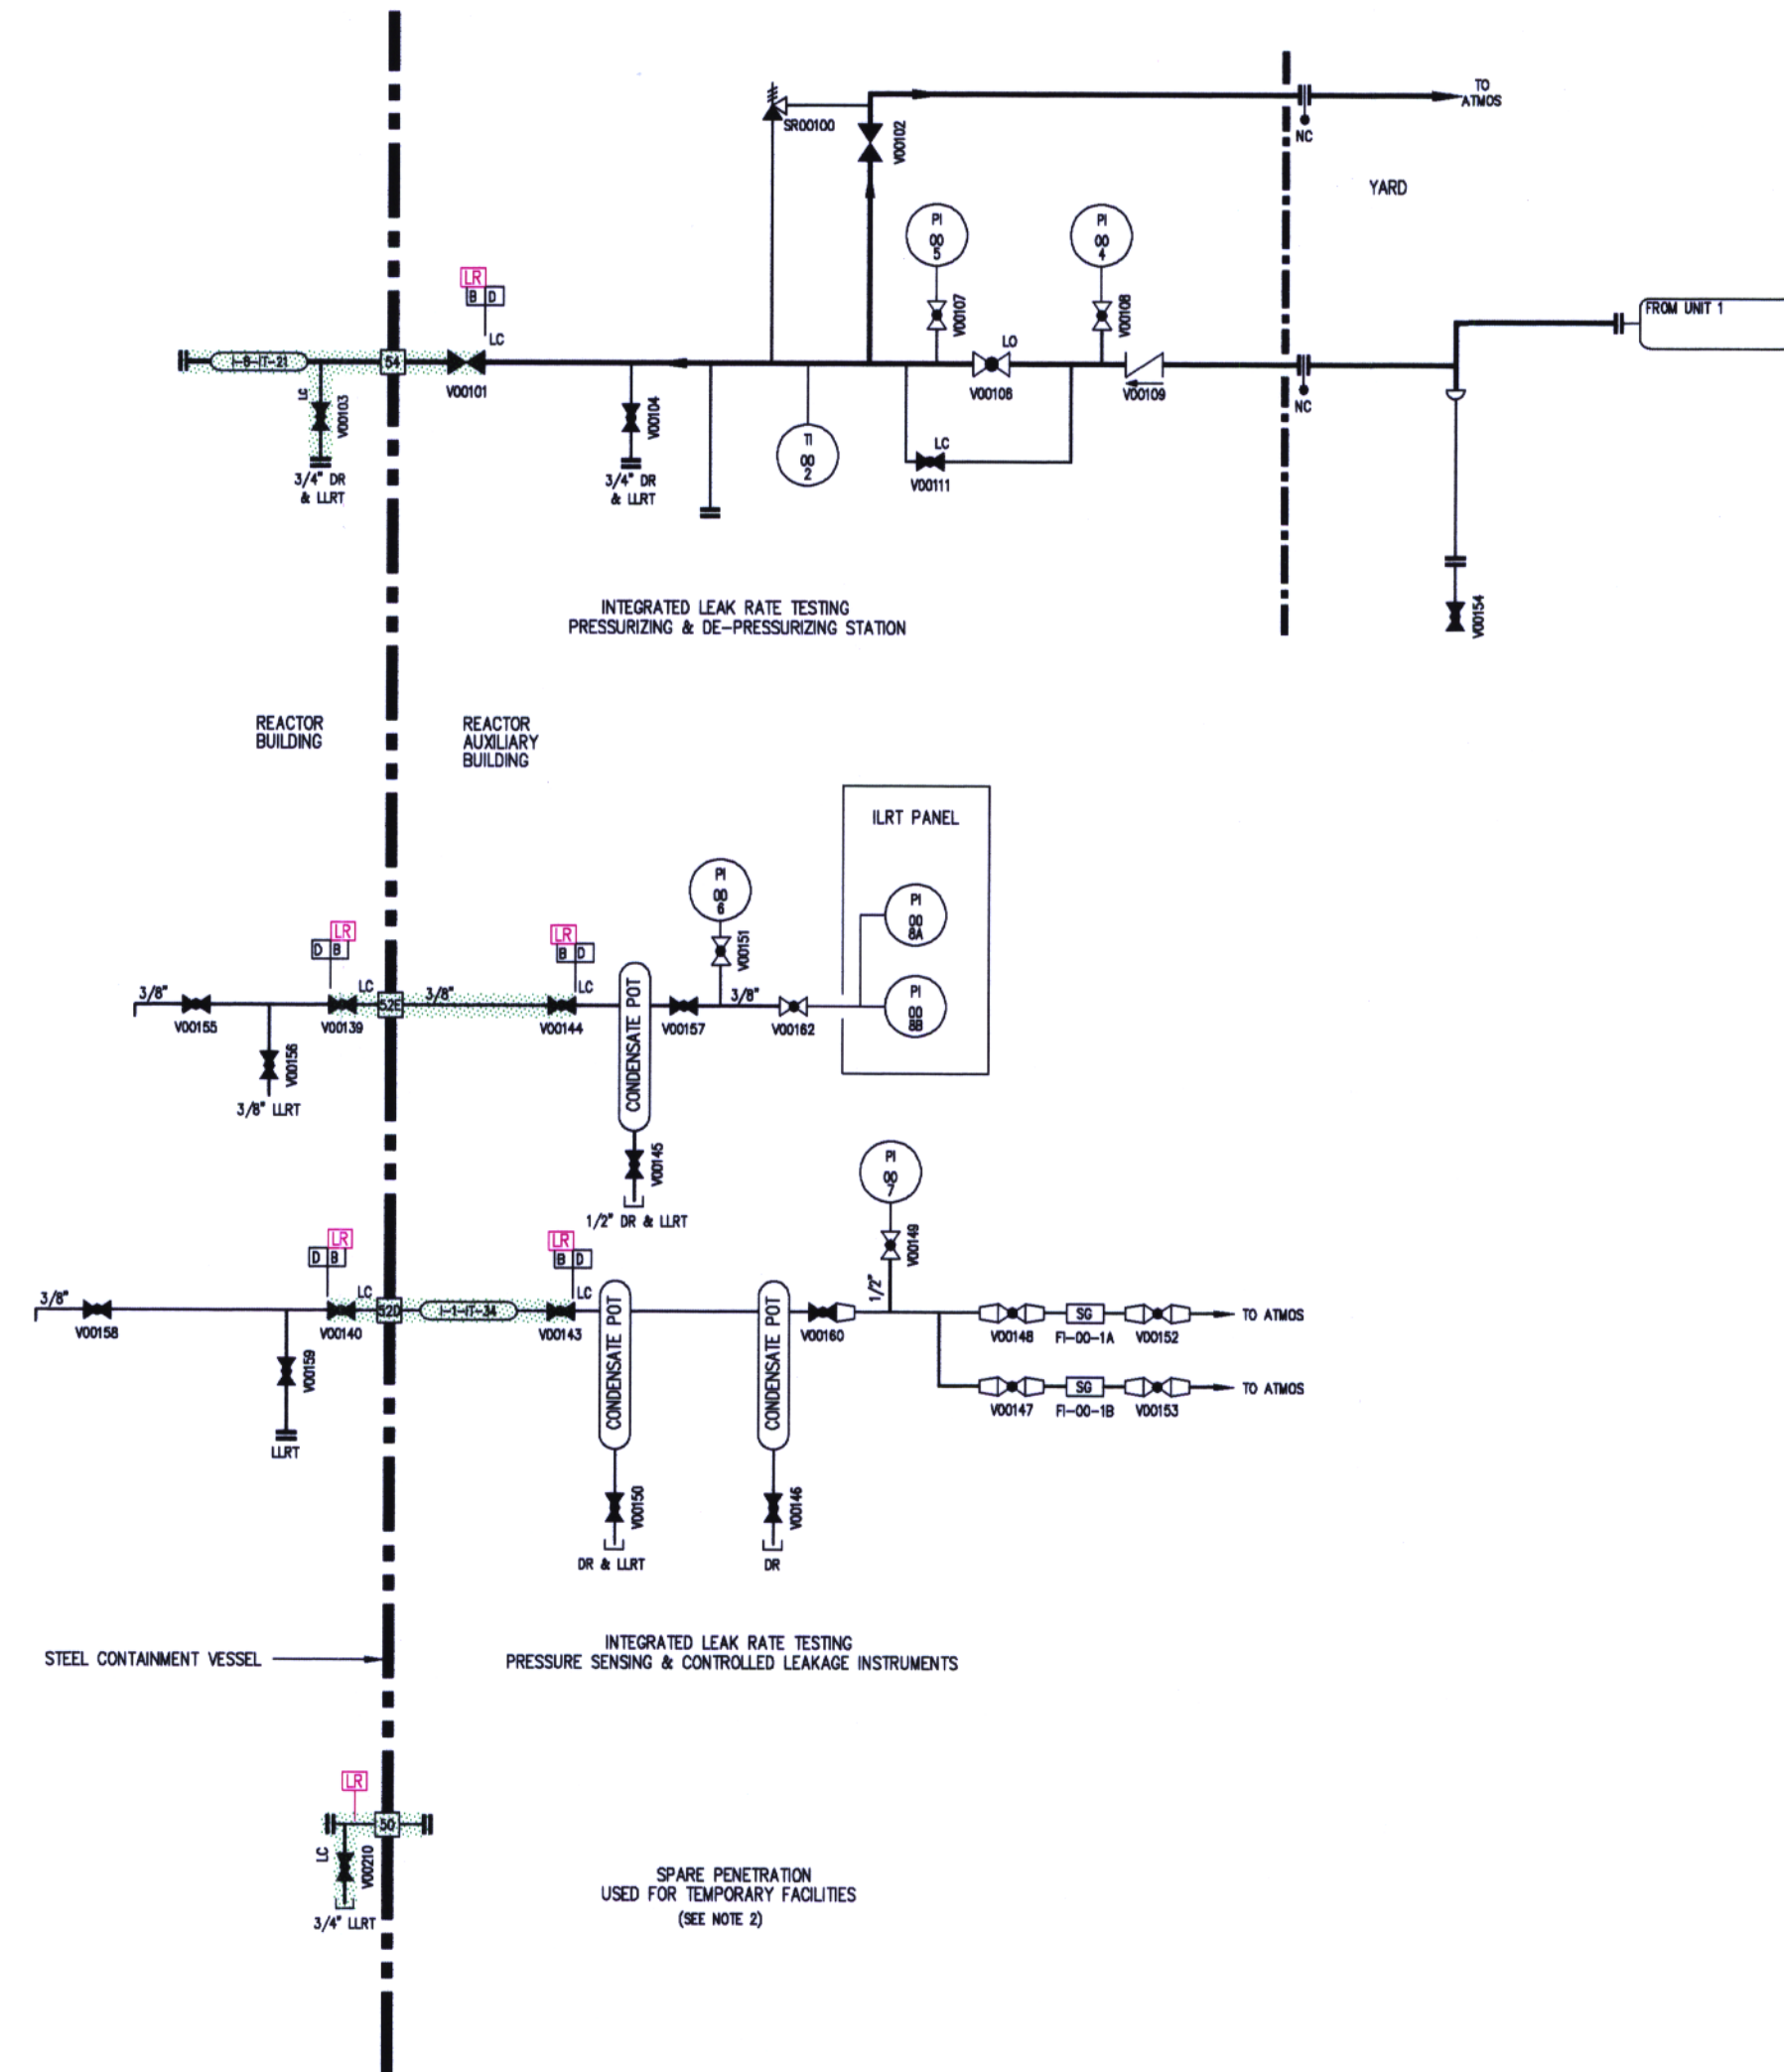 TO
ATMOS
SR00100
V00102
NC
YARD
PI
00
5
PI
00
4
V00107
V00108
LR
B D
LC
LO
FROM UNIT 1
I-8-IT-21
54
V00101
V00108
V00109
NC
LC
V00103
V00104
TI
00
2
LC
V00111
3/4" DR
& LLRT
3/4" DR
& LLRT
V00154
INTEGRATED LEAK RATE TESTING
PRESSURIZING & DE-PRESSURIZING STATION
REACTOR
BUILDING
REACTOR
AUXILIARY
BUILDING
ILRT PANEL
PI
00
6
PI
00
8A
PI
00
8B
LR
D B
LR
B D
V00151
3/8"
LC
52E
3/8"
LC
3/8"
V00155
V00139
V00144
CONDENSATE POT
V00157
V00162
V00156
3/8" LLRT
V00145
1/2" DR & LLRT
PI
00
7
V00149
1/2"
LR
D B
LR
B D
3/8"
LC
52D
I-1-IT-34
LC
V00158
V00140
V00143
CONDENSATE POT
CONDENSATE POT
V00160
V00148
SG
FI-00-1A
V00152
TO ATMOS
V00147
SG
FI-00-1B
V00153
TO ATMOS
V00159
LLRT
V00150
V00146
DR & LLRT
DR
STEEL CONTAINMENT VESSEL
INTEGRATED LEAK RATE TESTING
PRESSURE SENSING & CONTROLLED LEAKAGE INSTRUMENTS
LR
50
LC
V00210
3/4" LLRT
SPARE PENETRATION
USED FOR TEMPORARY FACILITIES
(SEE NOTE 2)